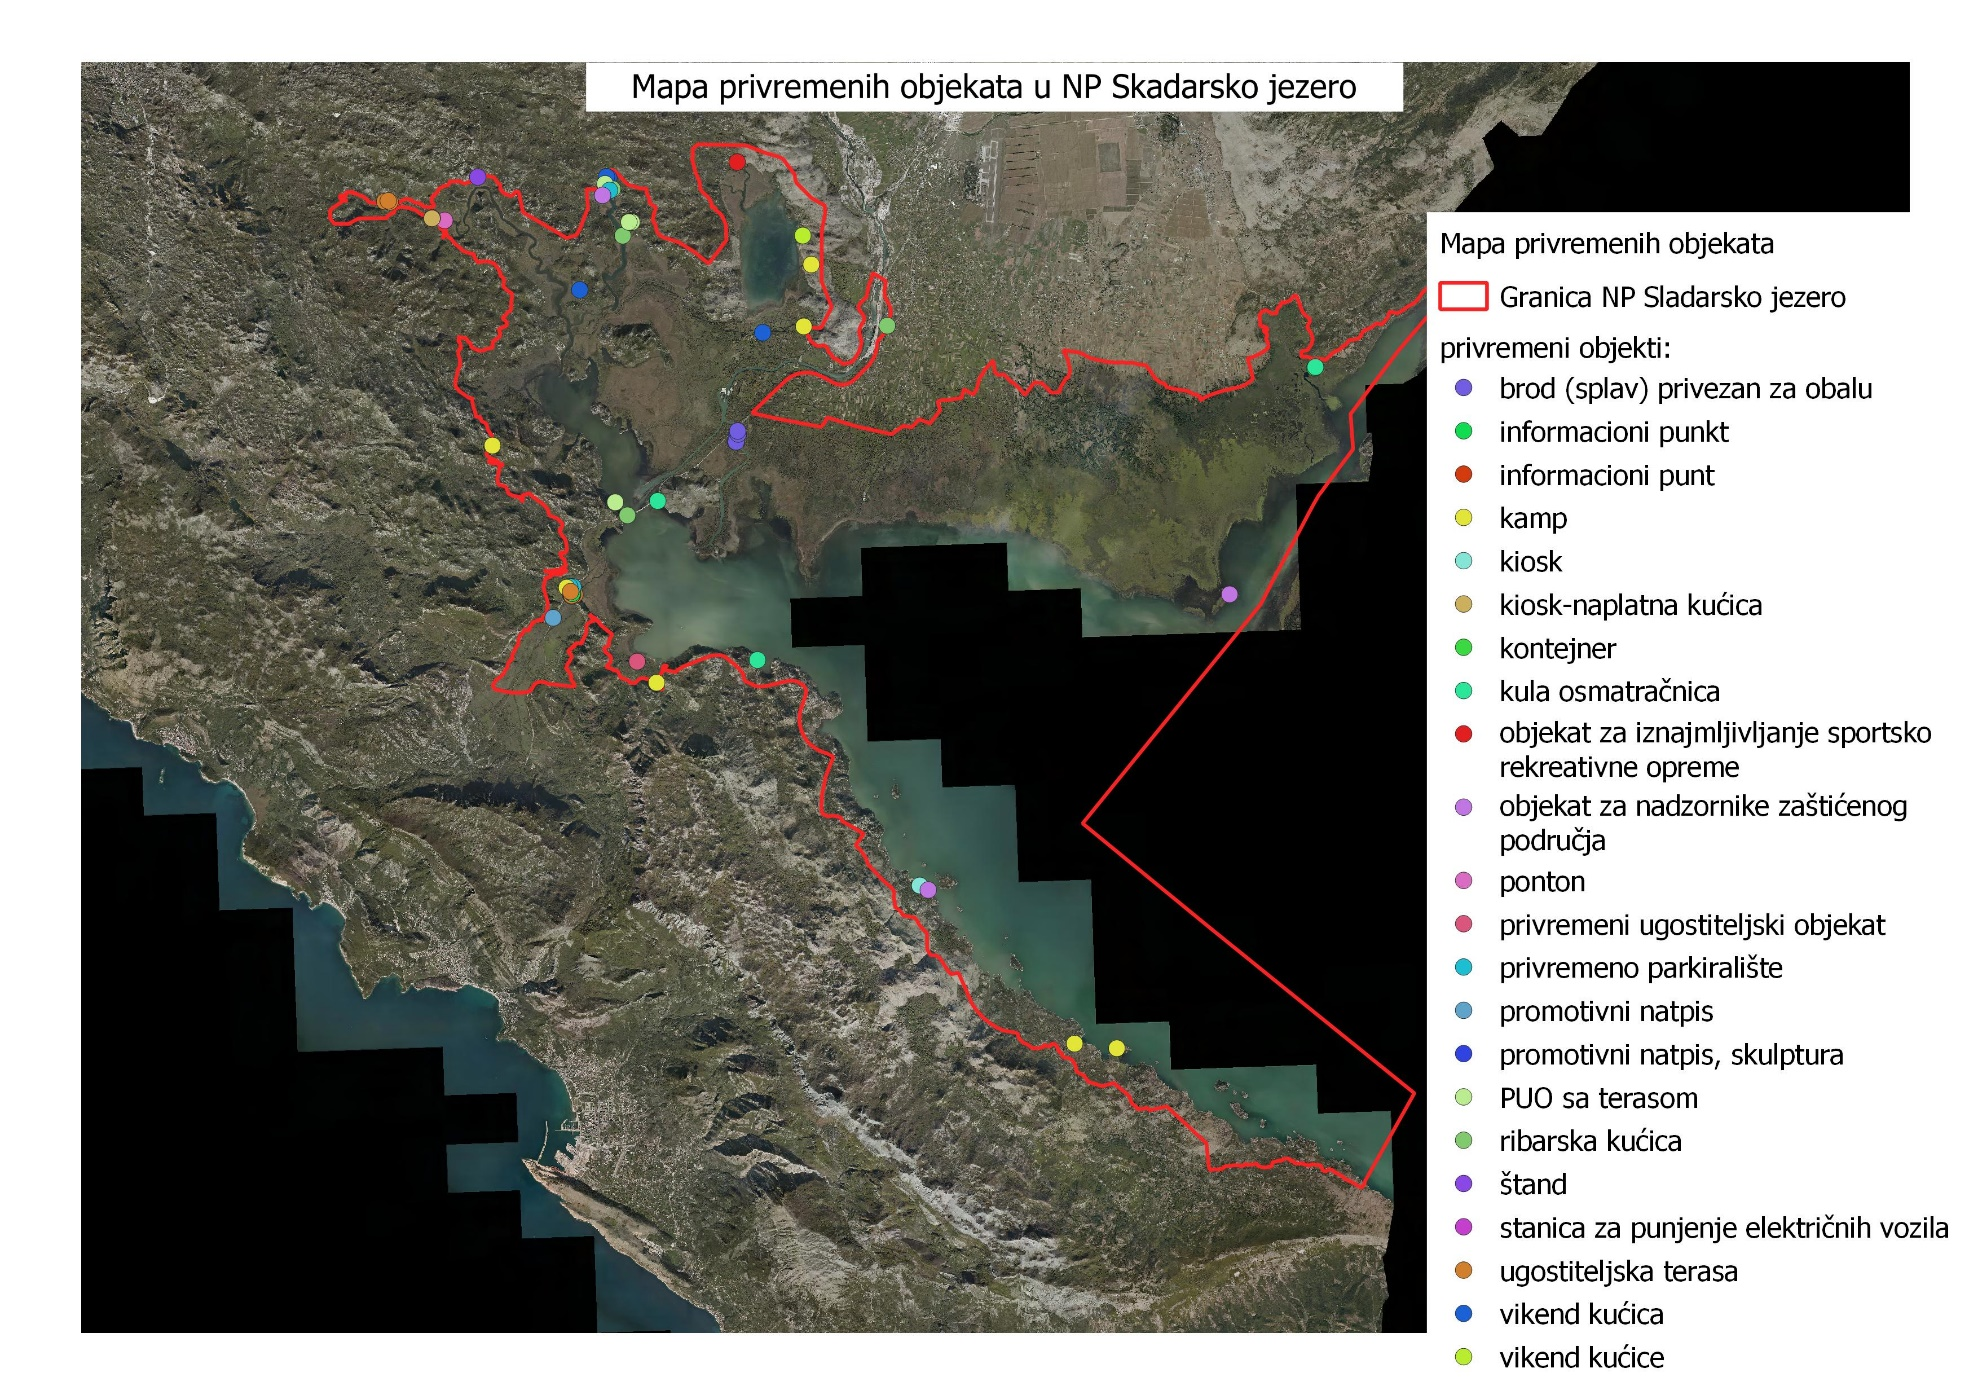 Mapa privremenih objekata u NP Skadarsko jezero
Mapa privremenih objekata
Granica NP Sladarsko jezero
privremeni objekti:
brod (splav) privezan za obalu
informacioni punkt
informacioni punt
kamp
kiosk
kiosk-naplatna kućica
kontejner
kula osmatračnica
objekat za iznajmljivljanje sportsko
rekreativne opreme
objekat za nadzornike zaštićenog
područja
ponton
privremeni ugostiteljski objekat
privremeno parkiralište
promotivni natpis
promotivni natpis, skulptura
PUO sa terasom
ribarska kućica
štand
stanica za punjenje električnih vozila
ugostiteljska terasa
vikend kućica
vikend kućice